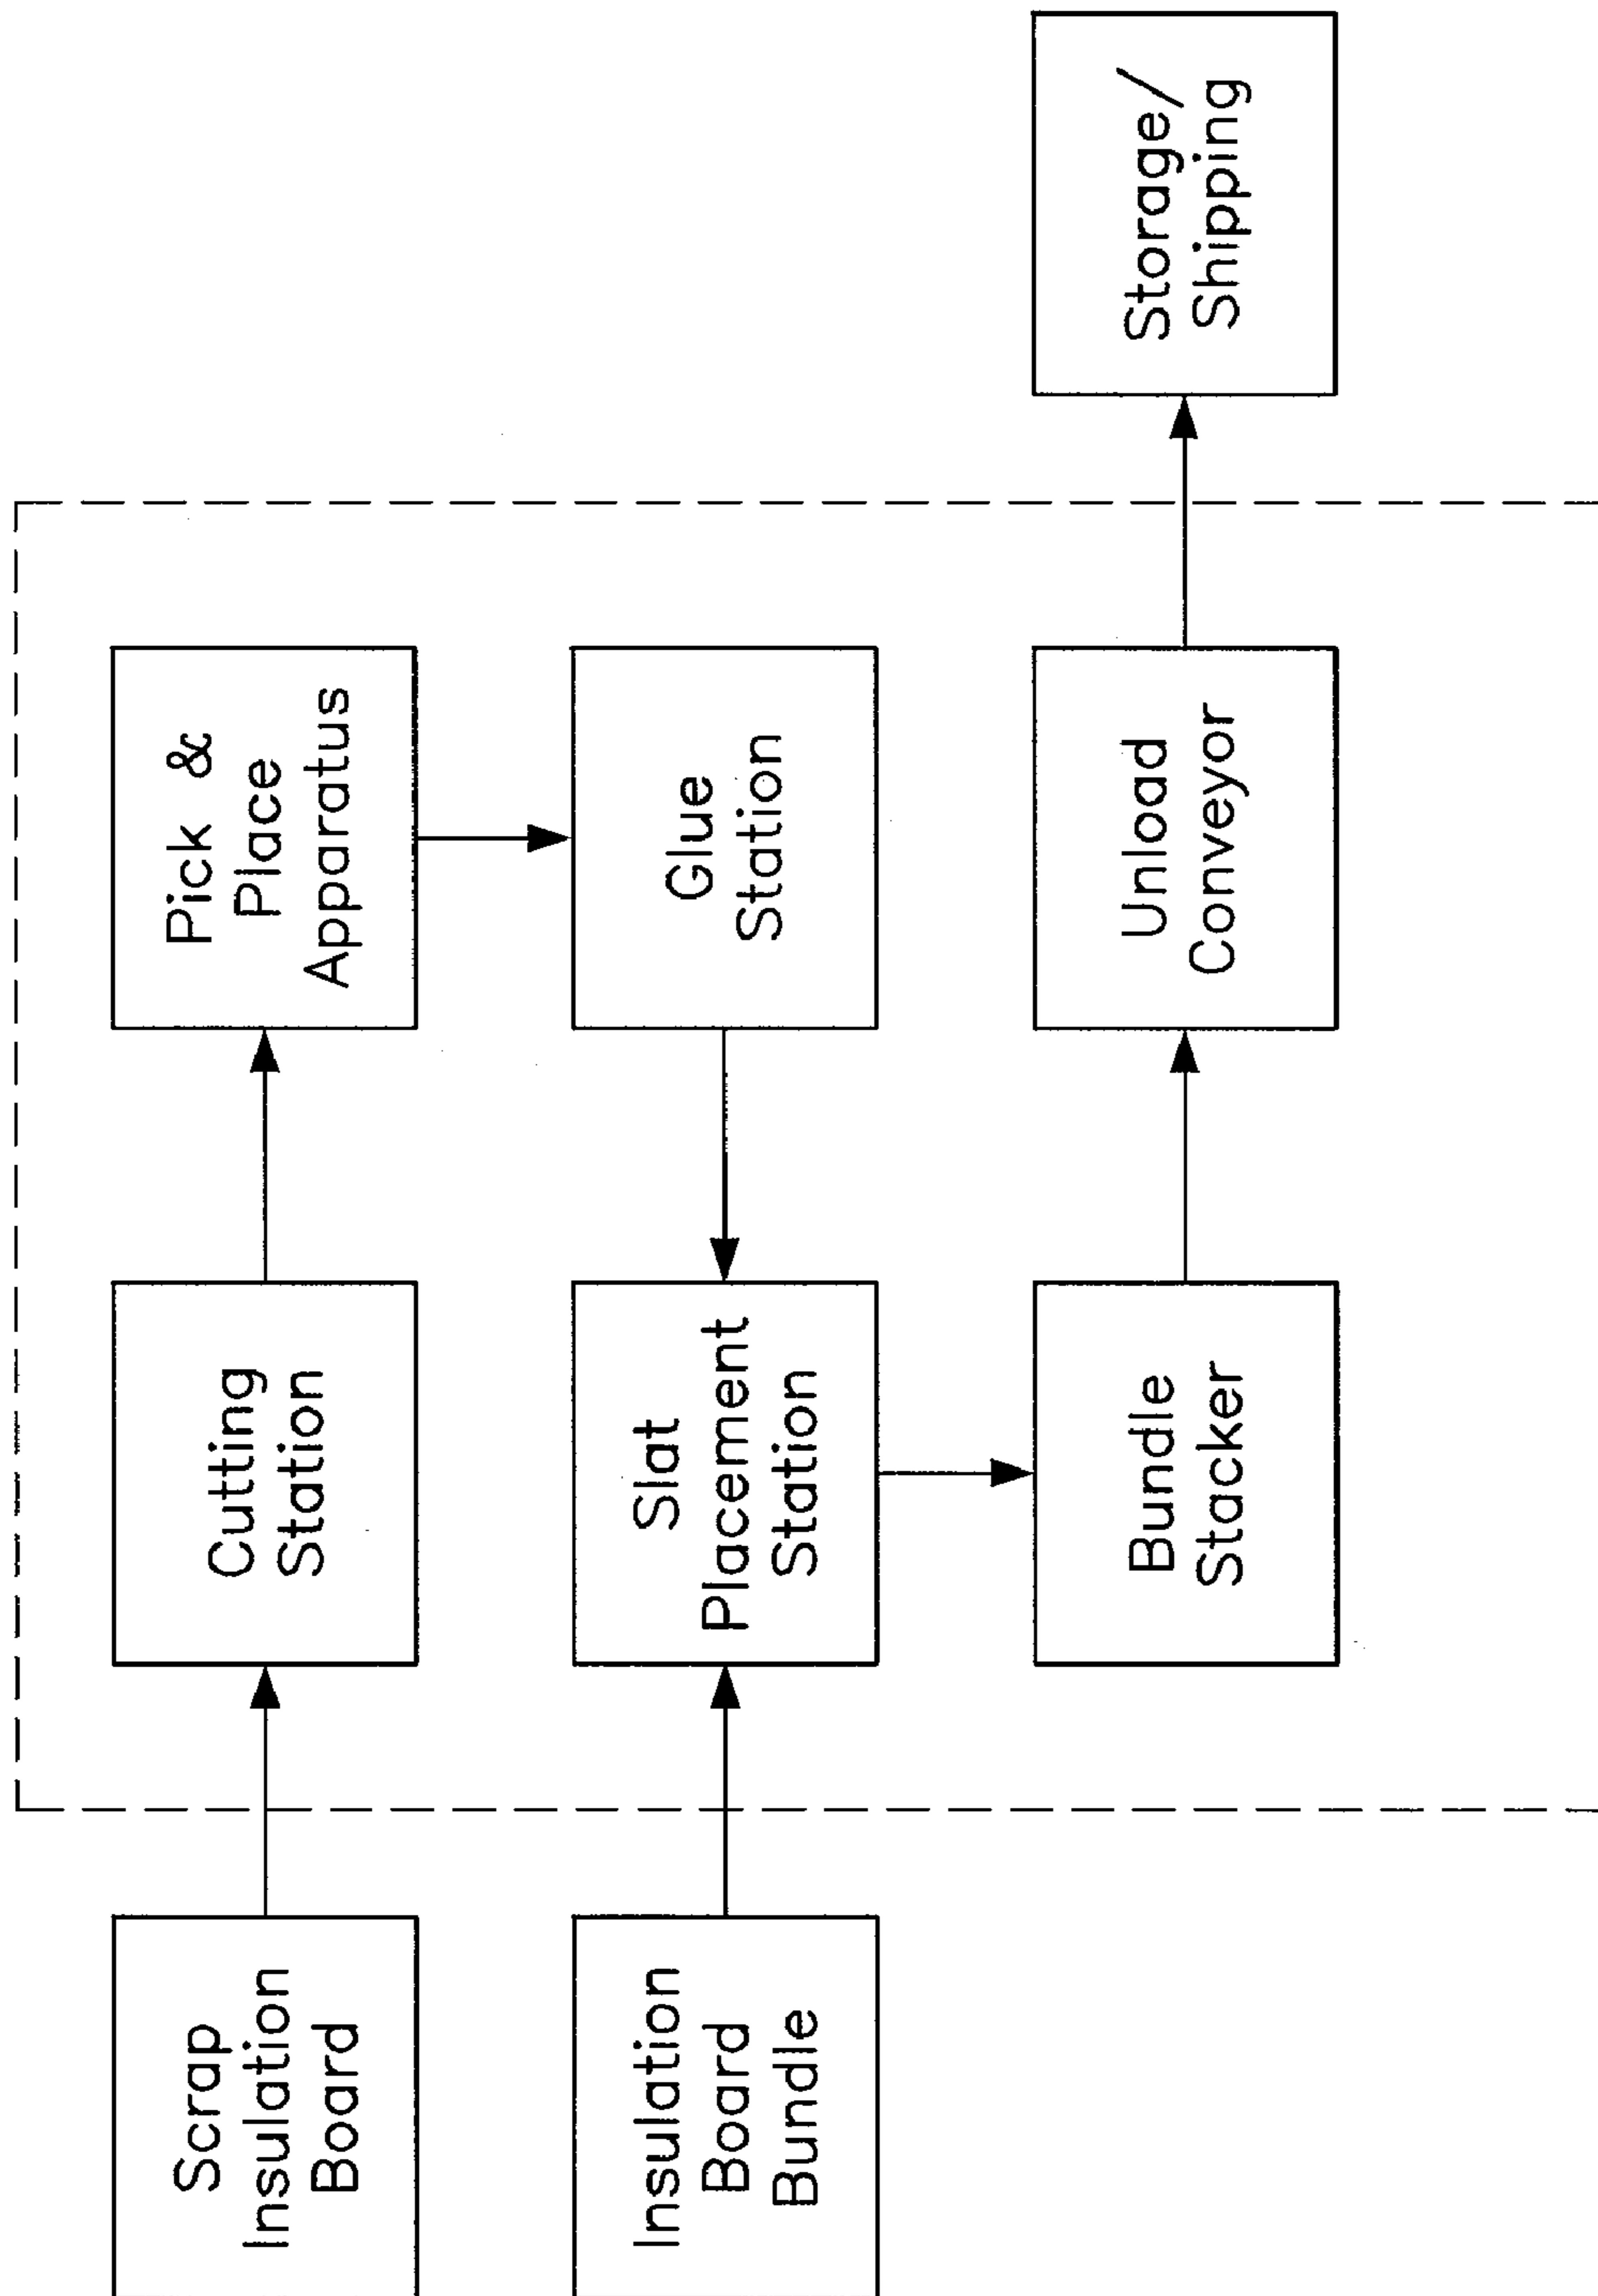 Scrap
Insulation
Board
Cutting
Station
Pick &
Place
Apparatus
Insulation
Board
Bundle
Slat
Placement
Station
Glue
Station
Bundle
Stacker
Unload
Conveyor
Storage/
Shipping